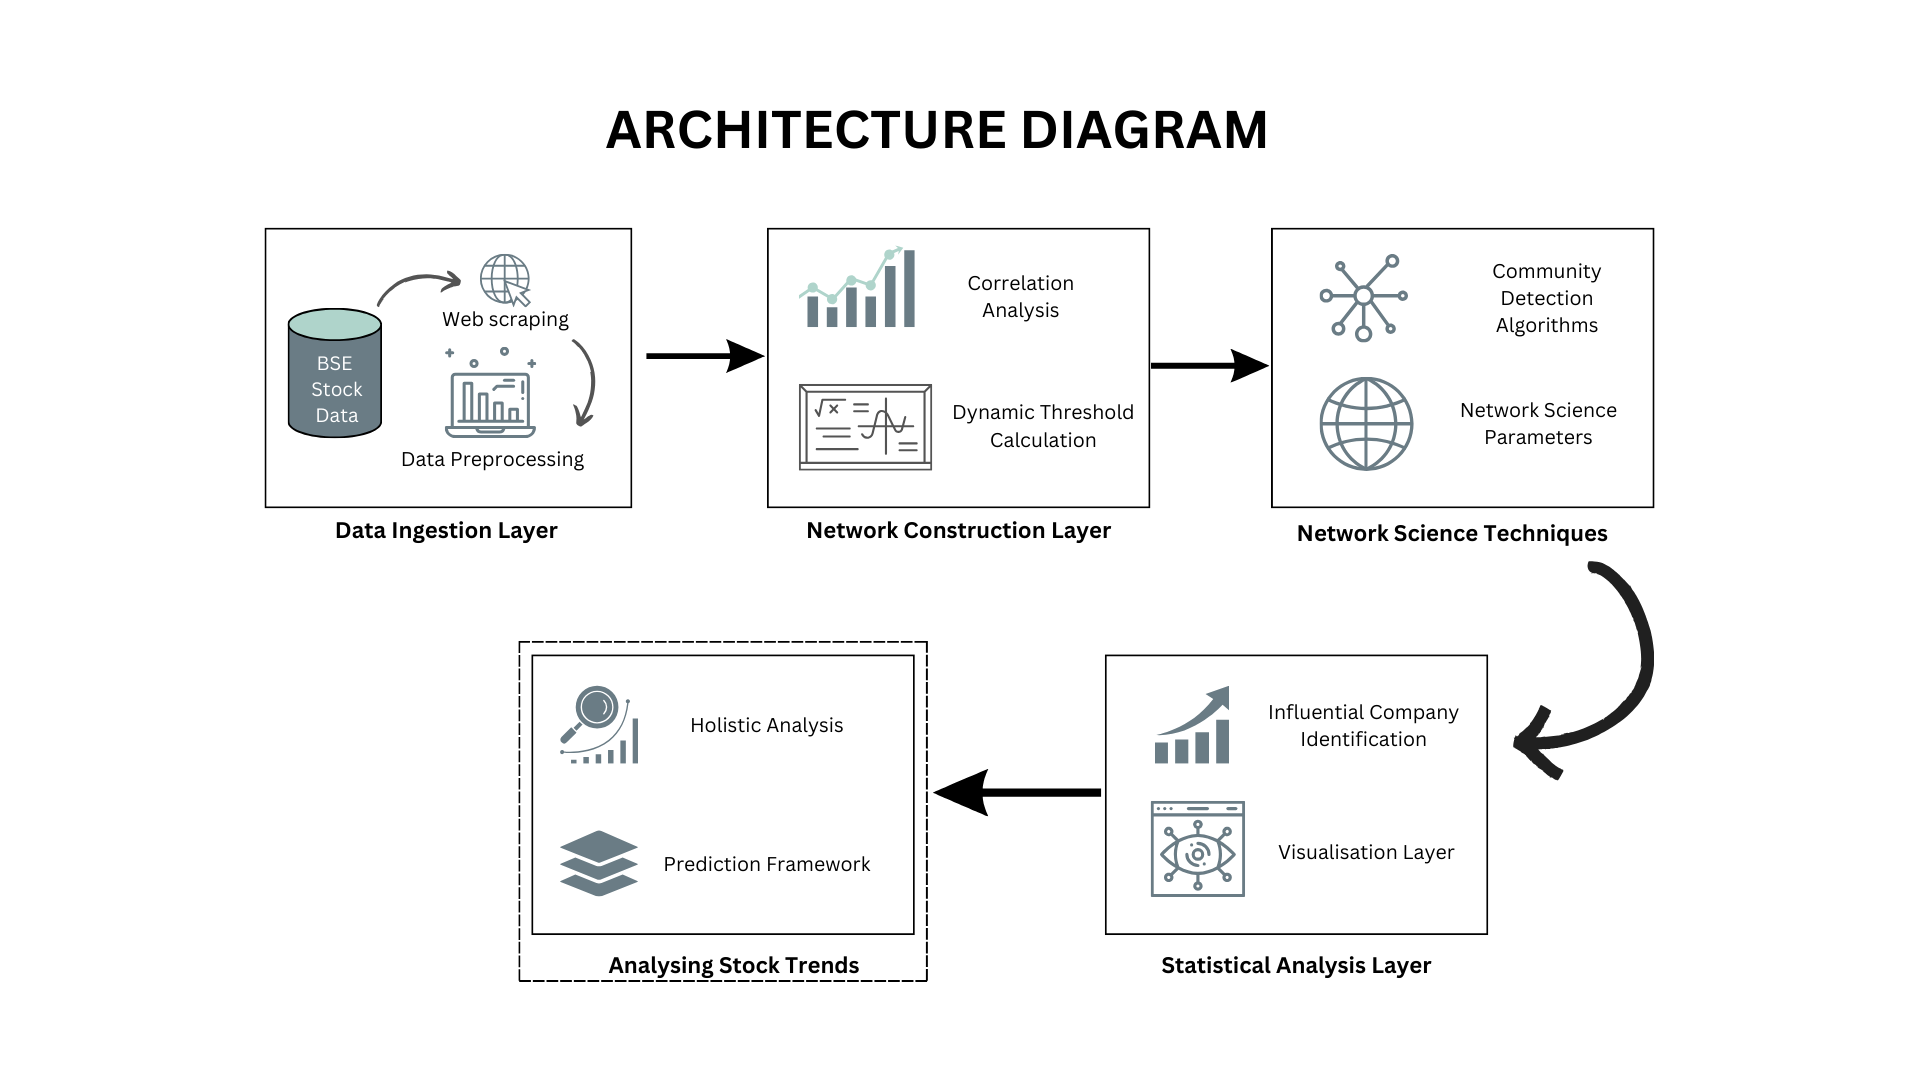 ARCHITECTURE DIAGRAM
BSE
Stock
Data
Web scraping
Data Preprocessing
Data Ingestion Layer
Correlation
Analysis
√x
Dynamic Threshold
Calculation
Network Construction Layer
Community
Detection
Algorithms
Network Science
Parameters
Network Science Techniques
Holistic Analysis
Prediction Framework
Analysing Stock Trends
Influential Company
Identification
Visualisation Layer
Statistical Analysis Layer